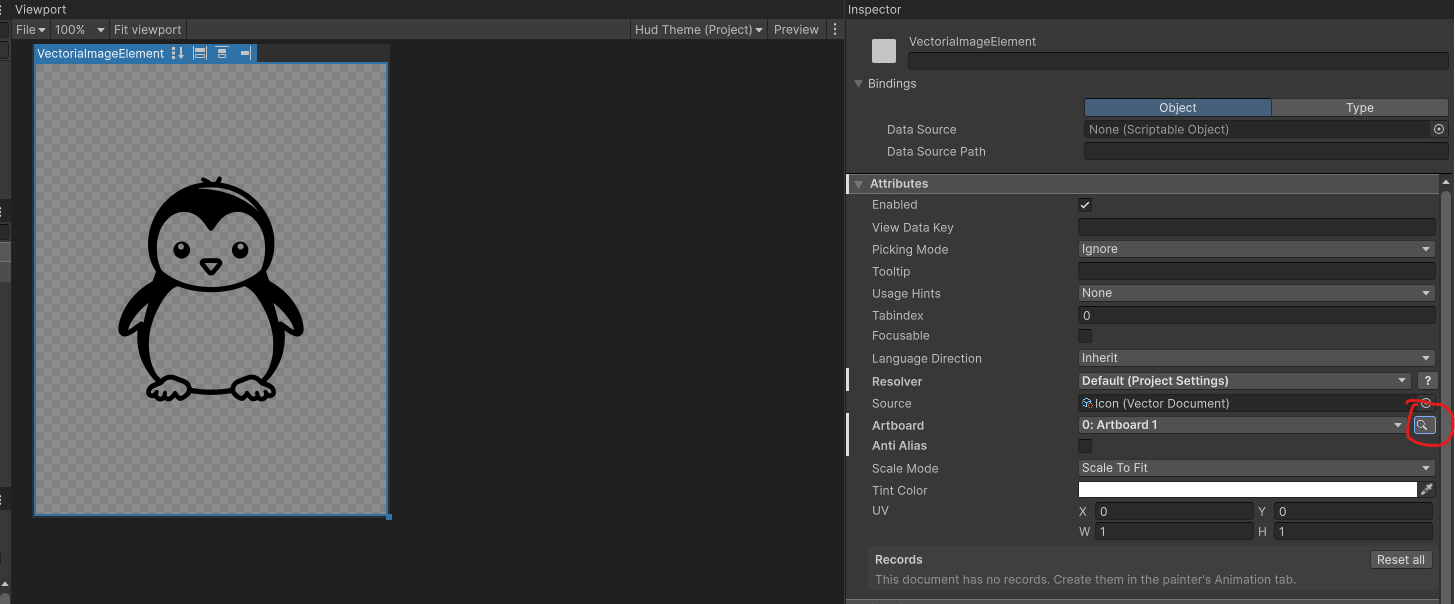 Viewport
File 100% Fit viewport Hud Theme (Project) Preview
VectoriaImageElement
Inspector
VectoriaImageElement
Bindings
Object Type
Data Source None (Scriptable Object)
Data Source Path
Attributes
Enabled
View Data Key
Picking Mode Ignore
Tooltip
Usage Hints None
Tabindex 0
Focusable
Language Direction Inherit
Resolver Default (Project Settings) ?
Source Icon (Vector Document)
Artboard 0: Artboard 1
Anti Alias
Scale Mode Scale To Fit
Tint Color
UV X 0 Y 0
W 1 H 1
Records Reset all
This document has no records. Create them in the painter's Animation tab.